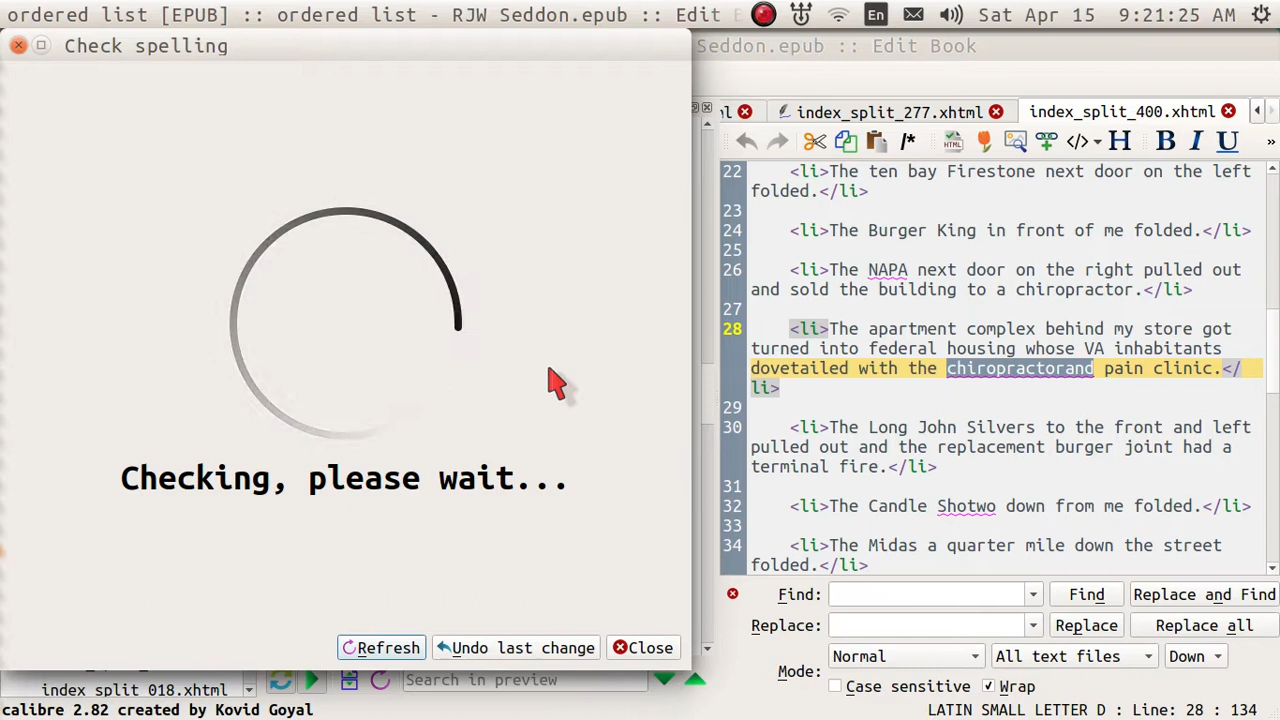 ordered list [EPUB] :: ordered list - RJW Seddon.epub :: Edit B
En
Sat Apr 15
9:21:25 AM
Check spelling
Seddon.epub :: Edit Book
index_split_277.xhtml
index_split_400.xhtml
/*
HTML
</>
H
B
I
U
»
22 <li>The ten bay Firestone next door on the left
folded.</li>
23
24 <li>The Burger King in front of me folded.</li>
25
26 <li>The NAPA next door on the right pulled out
and sold the building to a chiropractor.</li>
27
28 <li>The apartment complex behind my store got
turned into federal housing whose VA inhabitants
dovetailed with the chiropractorand pain clinic.</
li>
29
30 <li>The Long John Silvers to the front and left
pulled out and the replacement burger joint had a
terminal fire.</li>
31
32 <li>The Candle Shotwo down from me folded.</li>
33
34 <li>The Midas a quarter mile down the street
folded.</li>
Checking, please wait...
Refresh
Undo last change
Close
Find:
Find
Replace and Find
Replace:
Replace
Replace all
Mode:
Normal
All text files
Down
Case sensitive
Wrap
index_split_018.xhtml
Search in preview
calibre 2.82 created by Kovid Goyal
LATIN SMALL LETTER D : Line: 28 : 134